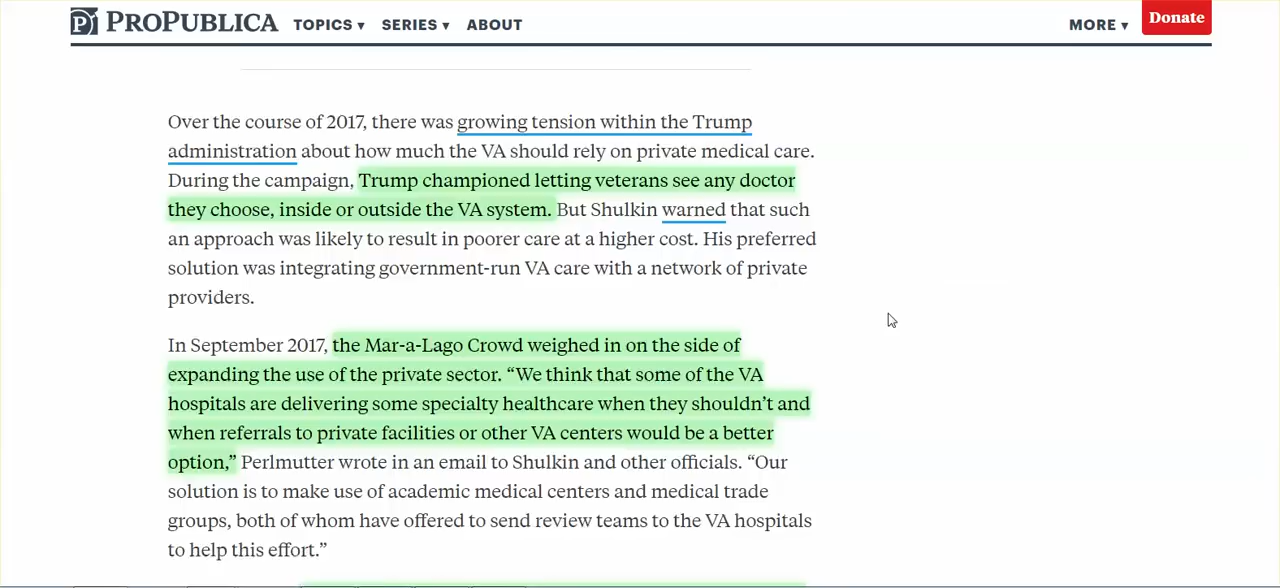 PROPUBLICA TOPICS ▾ SERIES ▾ ABOUT MORE ▾ Donate
Over the course of 2017, there was growing tension within the Trump
administration about how much the VA should rely on private medical care.
During the campaign, Trump championed letting veterans see any doctor
they choose, inside or outside the VA system. But Shulkin warned that such
an approach was likely to result in poorer care at a higher cost. His preferred
solution was integrating government-run VA care with a network of private
providers.
In September 2017, the Mar-a-Lago Crowd weighed in on the side of
expanding the use of the private sector. “We think that some of the VA
hospitals are delivering some specialty healthcare when they shouldn’t and
when referrals to private facilities or other VA centers would be a better
option,” Perlmutter wrote in an email to Shulkin and other officials. “Our
solution is to make use of academic medical centers and medical trade
groups, both of whom have offered to send review teams to the VA hospitals
to help this effort.”